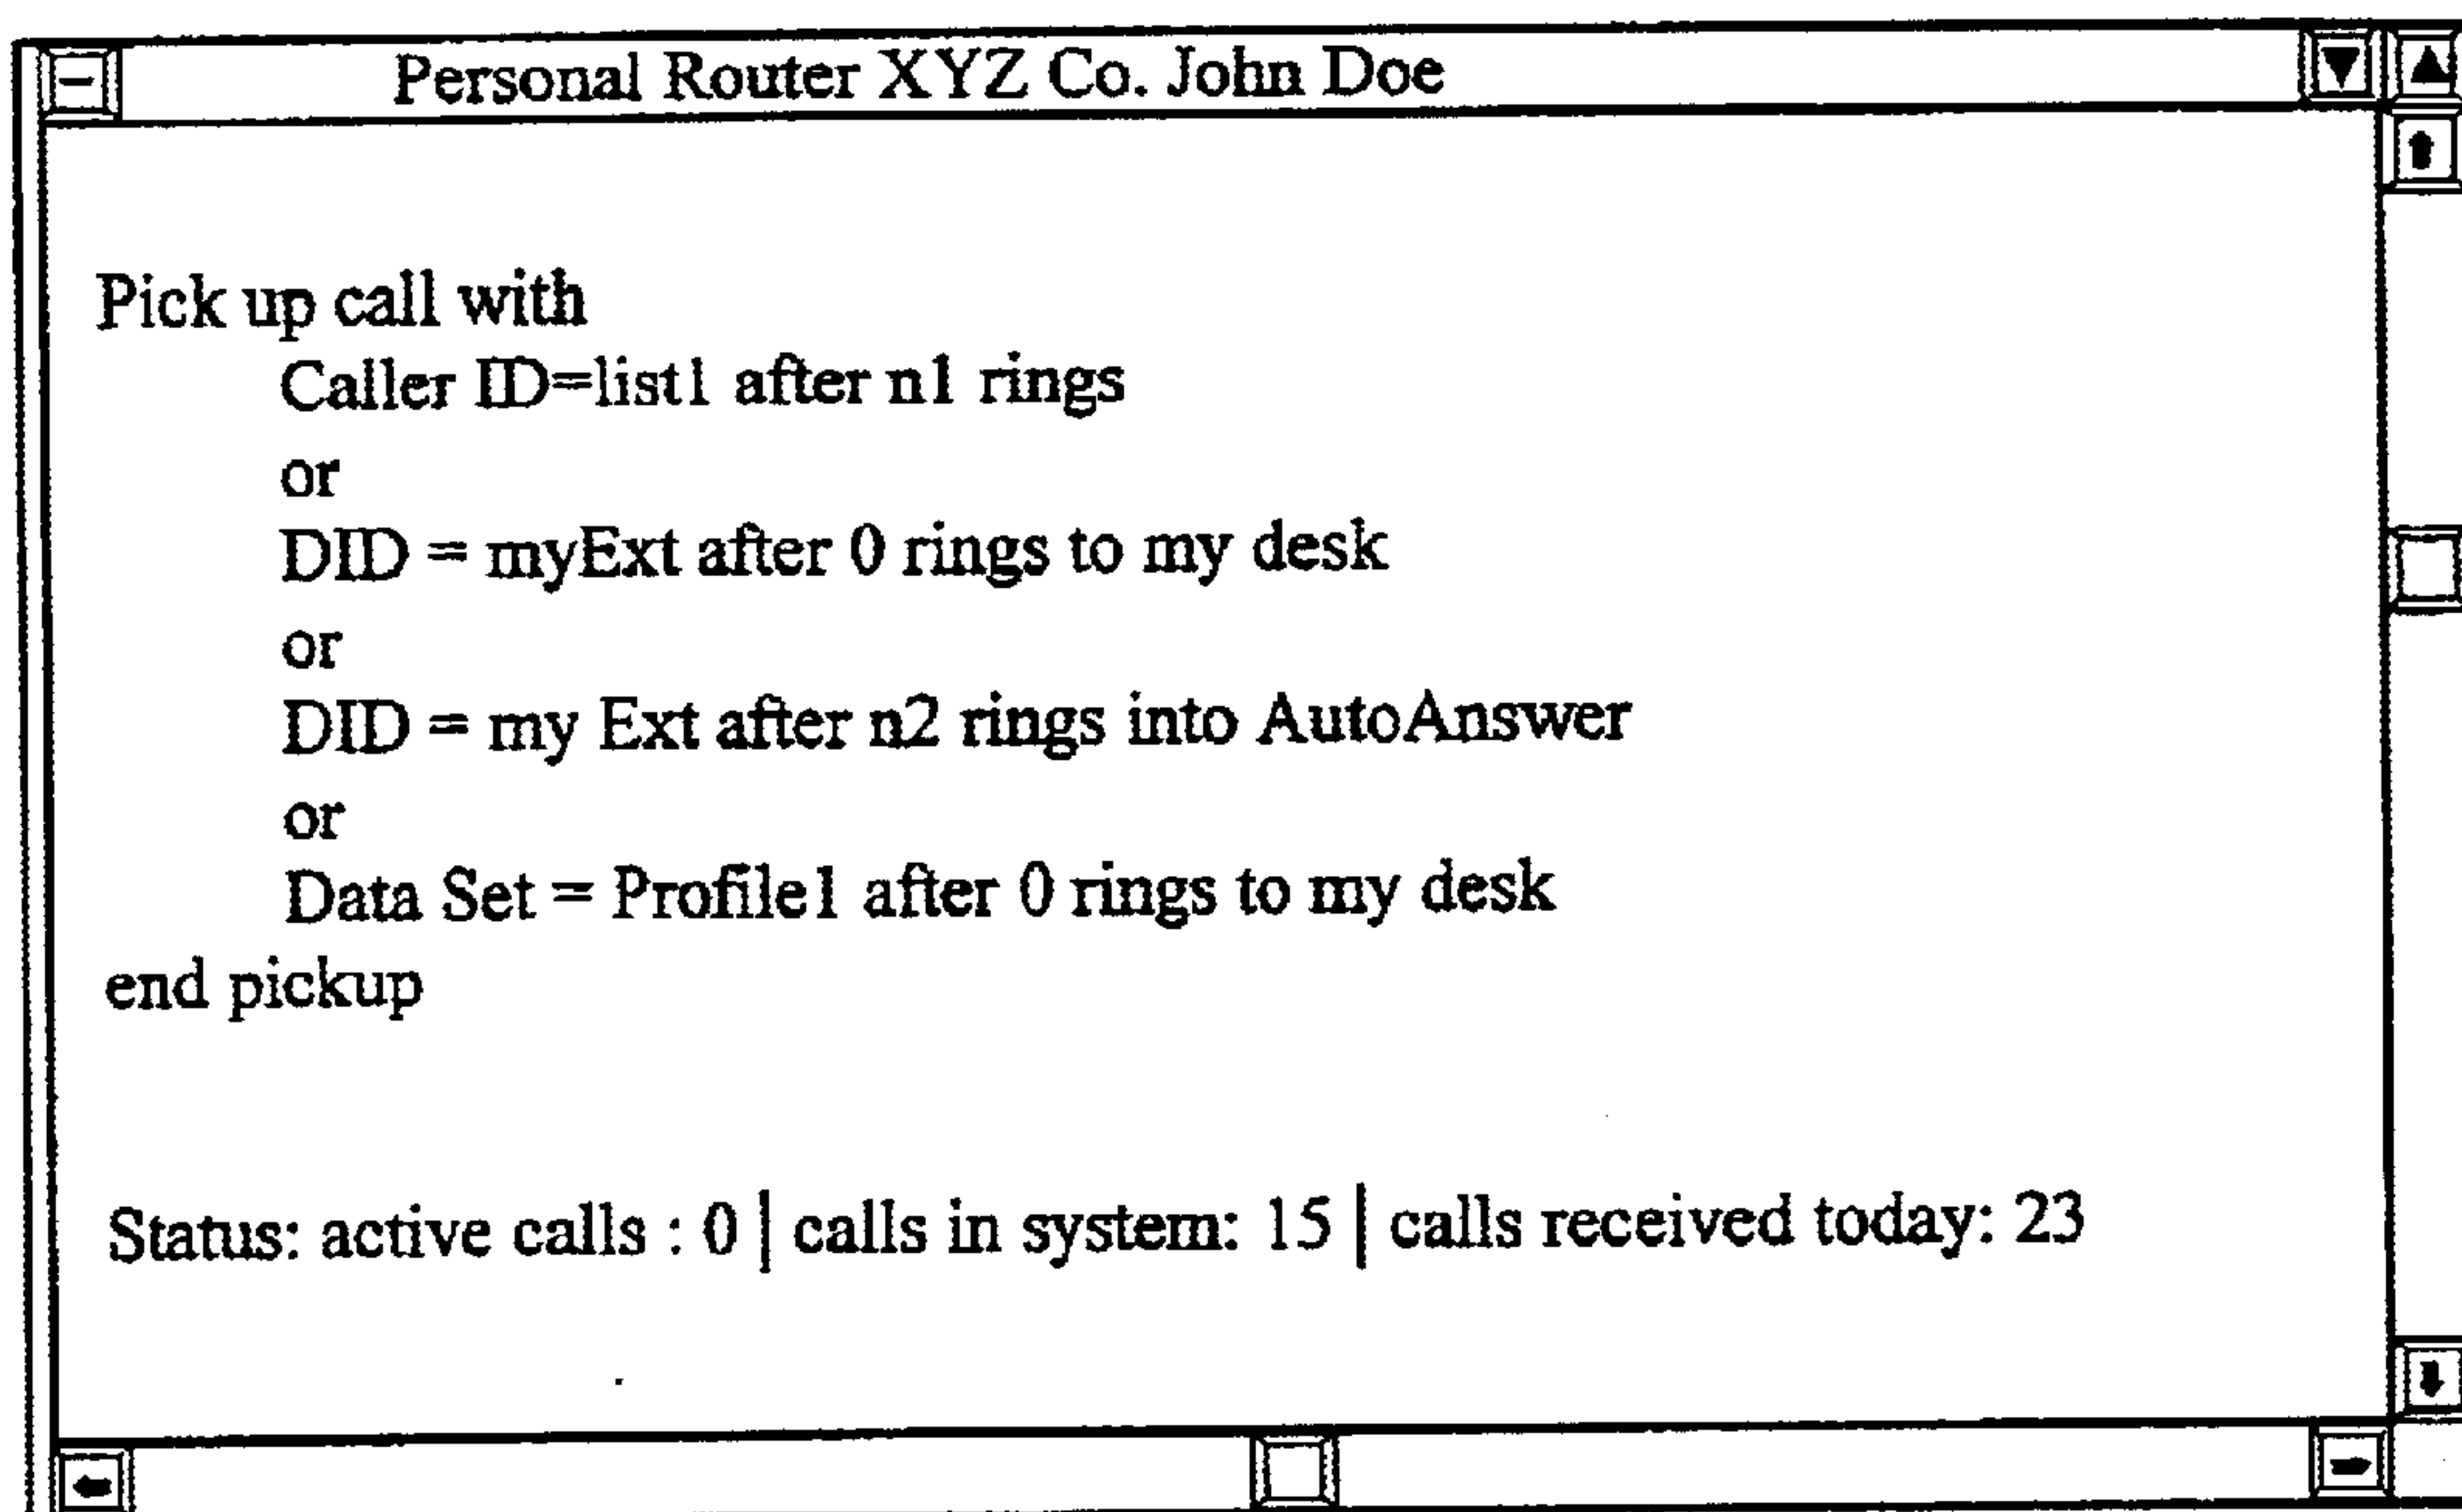 Personal Router XYZ Co. John Doe
Pick up call with
Caller ID=list1 after n1 rings
or
DID = myExt after 0 rings to my desk
or
DID = my Ext after n2 rings into AutoAnswer
or
Data Set = Profile1 after 0 rings to my desk
end pickup
Status: active calls : 0 | calls in system: 15 | calls received today: 23